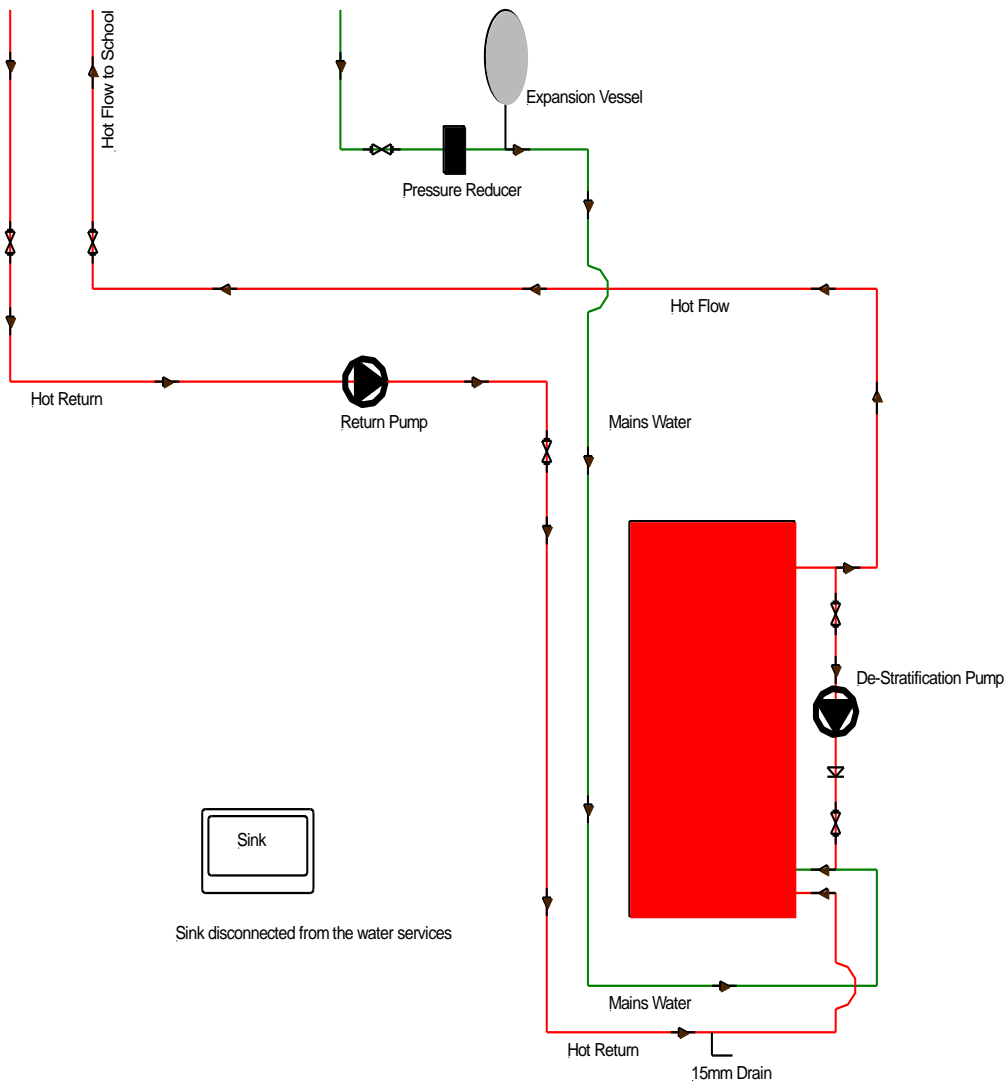 Hot Flow to School
Expansion Vessel
Pressure Reducer
Hot Flow
Hot Return
Return Pump
Mains Water
De-Stratification Pump
Sink
Sink disconnected from the water services
Mains Water
Hot Return
15mm Drain